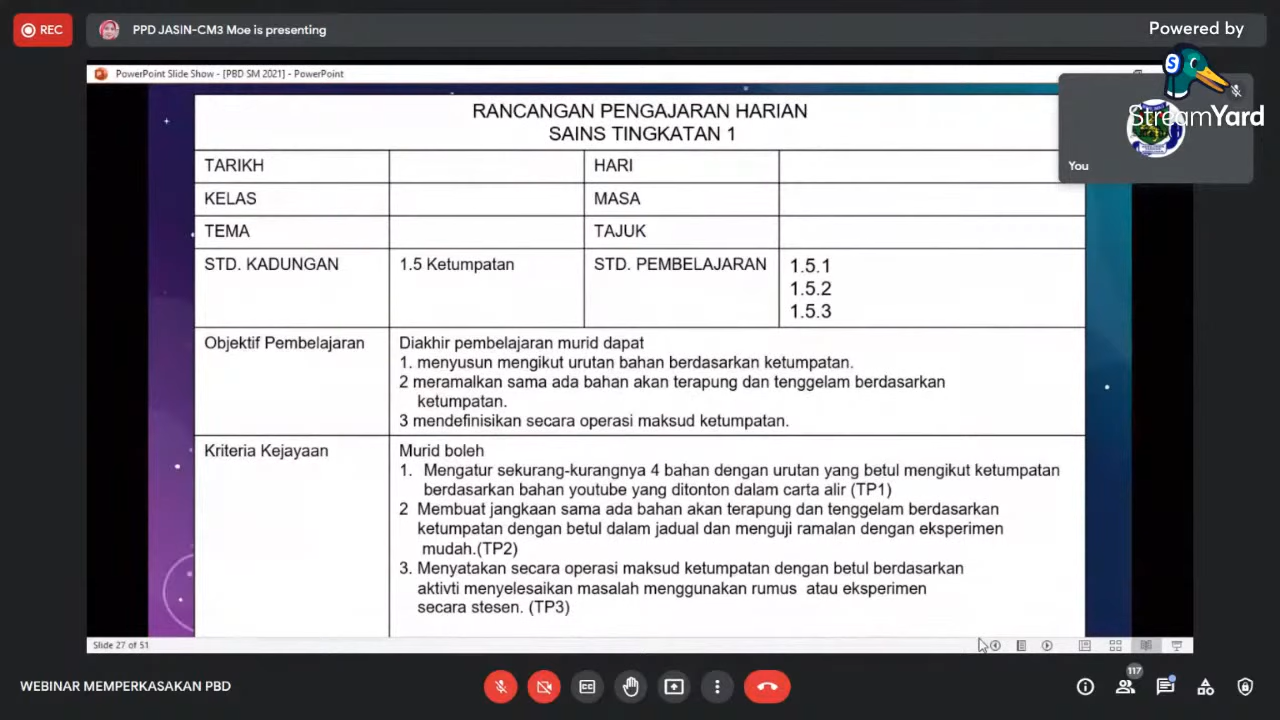 REC
PPD JASIN-CM3 Moe is presenting
Powered by
StreamYard
PowerPoint Slide Show - [PBD SM 2021] - PowerPoint
You
RANCANGAN PENGAJARAN HARIAN
SAINS TINGKATAN 1
TARIKH
HARI
KELAS
MASA
TEMA
TAJUK
STD. KADUNGAN
1.5 Ketumpatan
STD. PEMBELAJARAN
1.5.1
1.5.2
1.5.3
Objektif Pembelajaran
Diakhir pembelajaran murid dapat
1. menyusun mengikut urutan bahan berdasarkan ketumpatan.
2 meramalkan sama ada bahan akan terapung dan tenggelam berdasarkan
ketumpatan.
3 mendefinisikan secara operasi maksud ketumpatan.
Kriteria Kejayaan
Murid boleh
1. Mengatur sekurang-kurangnya 4 bahan dengan urutan yang betul mengikut ketumpatan
berdasarkan bahan youtube yang ditonton dalam carta alir (TP1)
2 Membuat jangkaan sama ada bahan akan terapung dan tenggelam berdasarkan
ketumpatan dengan betul dalam jadual dan menguji ramalan dengan eksperimen
mudah.(TP2)
3. Menyatakan secara operasi maksud ketumpatan dengan betul berdasarkan
aktivti menyelesaikan masalah menggunakan rumus atau eksperimen
secara stesen. (TP3)
Slide 27 of 51
WEBINAR MEMPERKASAKAN PBD
117